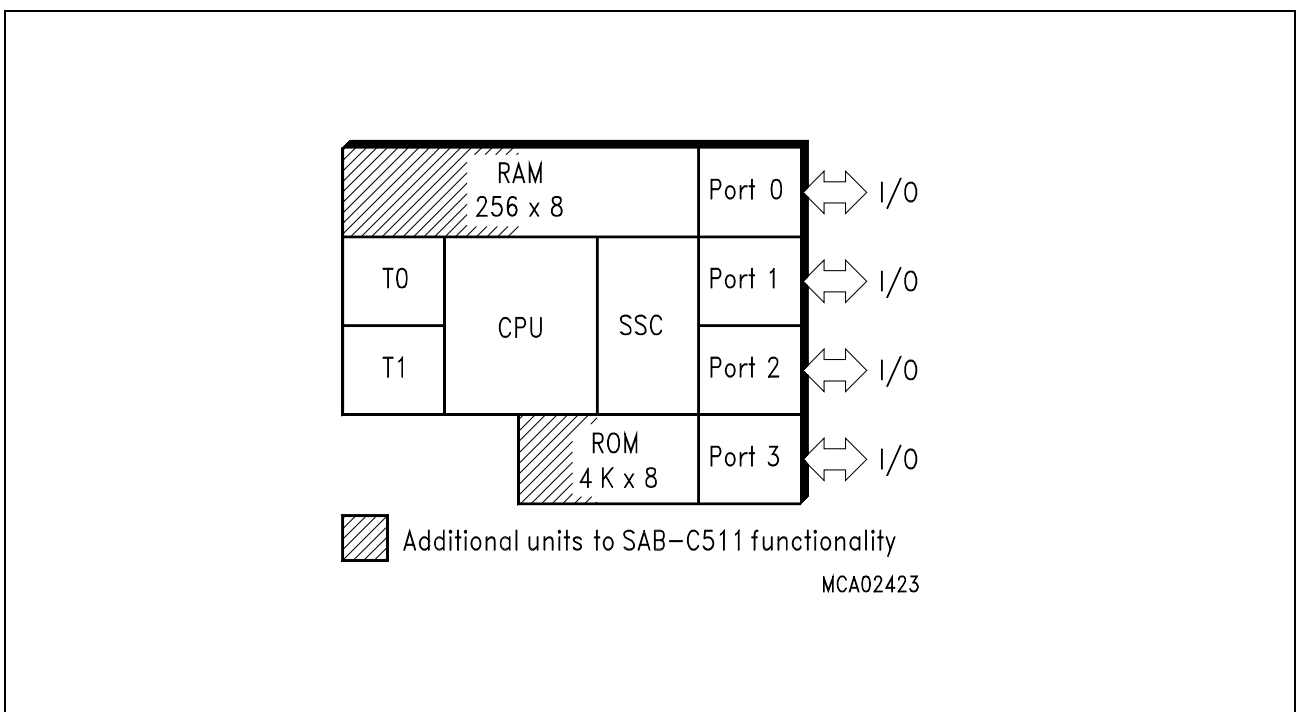 RAM
256 x 8
Port 0
I/O
T0
CPU
SSC
Port 1
I/O
T1
Port 2
I/O
ROM
4 K x 8
Port 3
I/O
Additional units to SAB-C511 functionality
MCA02423